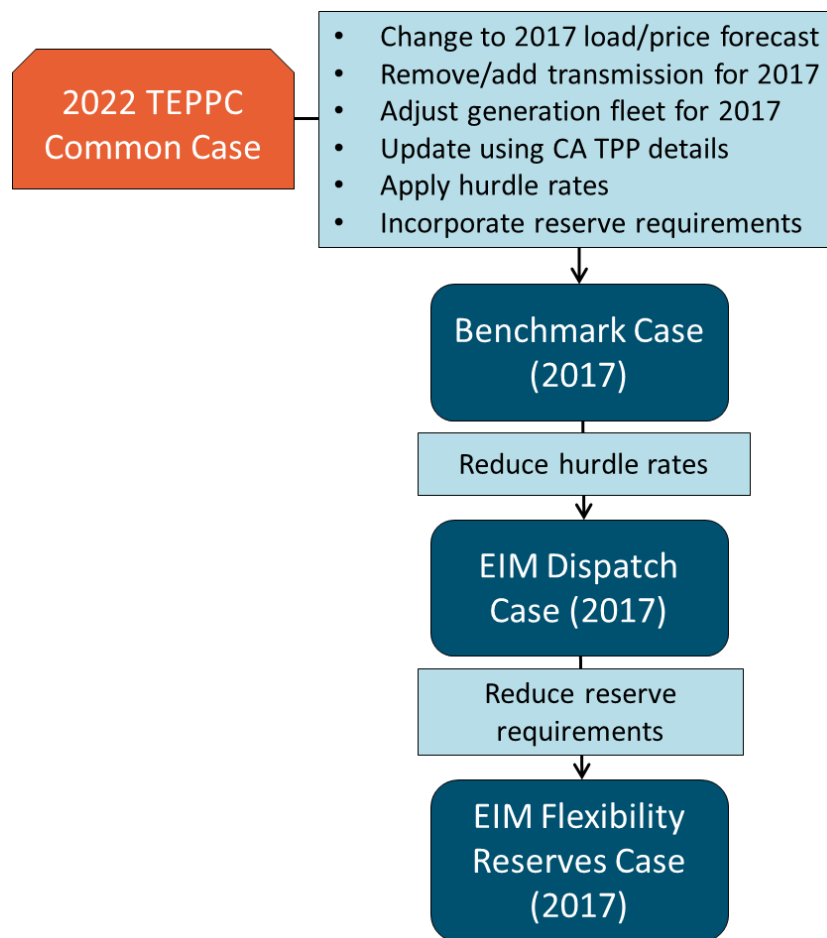 2022 TEPPC
Common Case
• Change to 2017 load/price forecast
• Remove/add transmission for 2017
• Adjust generation fleet for 2017
• Update using CA TPP details
• Apply hurdle rates
• Incorporate reserve requirements
Benchmark Case
(2017)
Reduce hurdle rates
EIM Dispatch
Case (2017)
Reduce reserve
requirements
EIM Flexibility
Reserves Case
(2017)